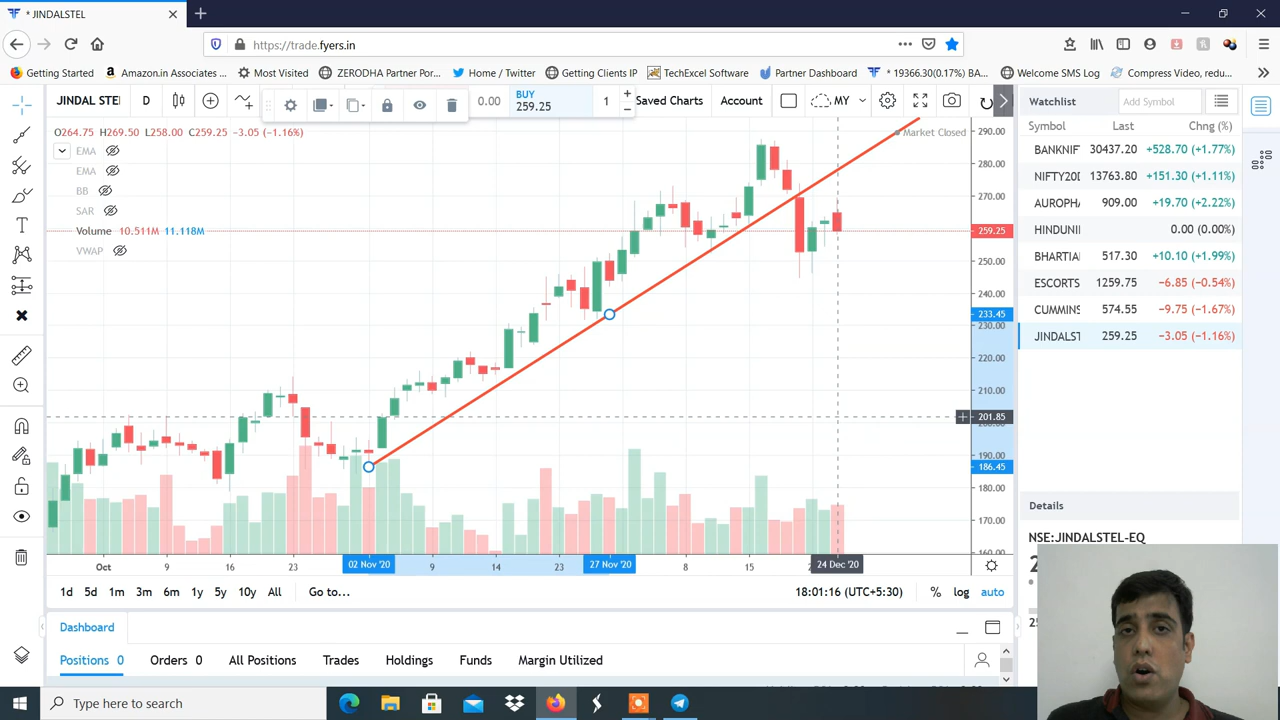 * JINDALSTEL
https://trade.fyers.in
Getting Started
Amazon.in Associates ...
Most Visited
ZERODHA Partner Por...
Home / Twitter
Getting Clients IP
TechExcel Software
Partner Dashboard
* 19366.30(0.17%) BA...
Welcome SMS Log
Compress Video, redu...
JINDAL STE
D
0.00
BUY
259.25
1
Saved Charts
Account
MY
O264.75 H269.50 L258.00 C259.25 −3.05 (−1.16%)
EMA
EMA
BB
SAR
Volume 10.511M 11.118M
VWAP
Market Closed
290.00
280.00
270.00
259.25
250.00
240.00
233.45
230.00
220.00
210.00
201.85
200.00
190.00
186.45
180.00
170.00
160.00
Oct
9
16
23
02 Nov '20
9
16
23
27 Nov '20
8
15
24 Dec '20
1d 5d 1m 3m 6m 1y 5y 10y All Go to...
18:01:16 (UTC+5:30) % log auto
Dashboard
Positions 0 Orders 0 All Positions Trades Holdings Funds Margin Utilized
Watchlist
Add Symbol
Symbol Last Chng (%)
BANKNIF 30437.20 +528.70 (+1.77%)
NIFTY20D 13763.80 +151.30 (+1.11%)
AUROPHA 909.00 +19.70 (+2.22%)
HINDUNI 0.00 (0.00%)
BHARTIA 517.30 +10.10 (+1.99%)
ESCORTS 1259.75 −6.85 (−0.54%)
CUMMINS 574.55 −9.75 (−1.67%)
JINDALST 259.25 −3.05 (−1.16%)
Details
NSE:JINDALSTEL-EQ
Type here to search